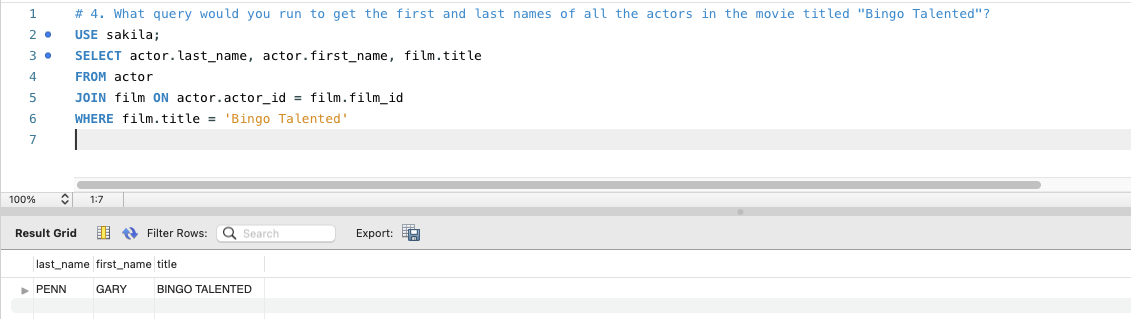 1 # 4. What query would you run to get the first and last names of all the actors in the movie titled "Bingo Talented"?
2 USE sakila;
3 SELECT actor.last_name, actor.first_name, film.title
4 FROM actor
5 JOIN film ON actor.actor_id = film.film_id
6 WHERE film.title = 'Bingo Talented'
7
100% 1:7
Result Grid Filter Rows: Search Export:
last_name first_name title
PENN GARY BINGO TALENTED